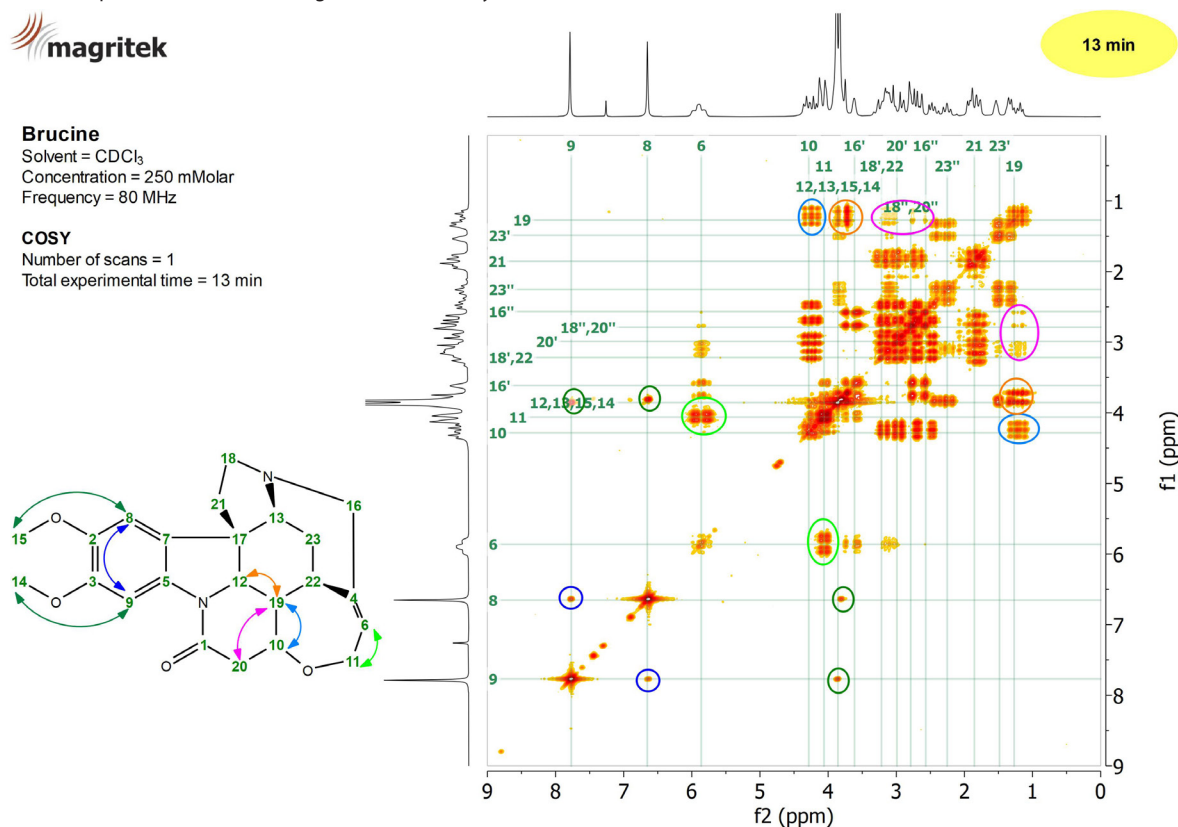 magritek
13 min
Brucine
Solvent = CDCl₃
Concentration = 250 mMolar
Frequency = 80 MHz
COSY
Number of scans = 1
Total experimental time = 13 min
9 8 6 10 16' 20' 16" 21 23'
11 18',22 23" 19
12,13,15,14
18",20"
19
23'
21
23"
16"
18",20"
20'
18',22
16'
12,13,15,14
11
10
6
8
9
1
2
3
4
5
6
7
8
9
f1 (ppm)
9 8 7 6 5 4 3 2 1 0
f2 (ppm)
18
N
16
21
13
8
15
O
2
7
17
23
3
12
22
14
O
9
5
19
4
N
6
1
10
11
O
20
O